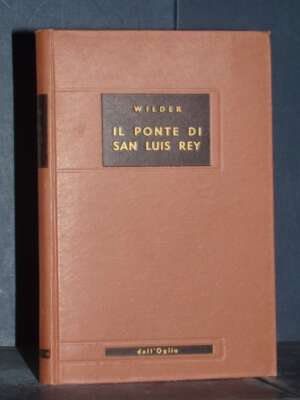 WILDER
IL PONTE DI
SAN LUIS REY
dall'Oglio